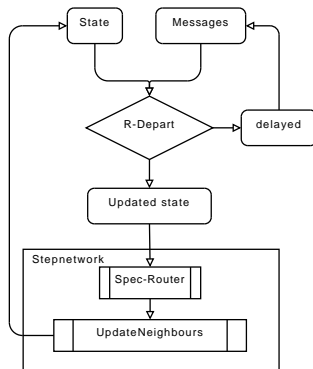 State
Messages
R-Depart
delayed
Updated state
Stepnetwork
Spec-Router
UpdateNeighbours